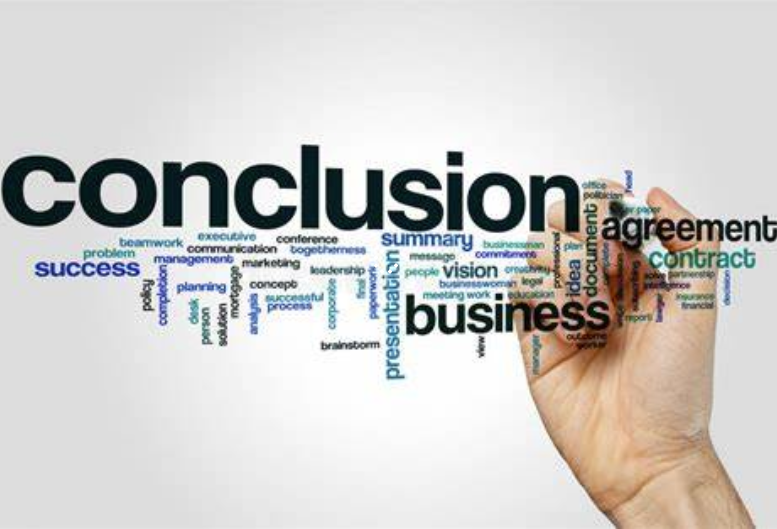 conclusion
office
politician
head
paper
agreement
contract
document
professional
plan
idea
executive
conference
teamwork
communication
togetherness
summary
businessman
problem
management
marketing
message
commitment
success
leadership
people
vision
creativity
partnership
intelligence
policy
completion
planning
mortgage
concept
corporate
final
paperwork
presentation
businesswoman
legal
meeting
work
education
insurance
financial
decision
desk
person
solution
analysis
successful
process
business
lawyer
report
brainstorm
view
manager
outcome
worker